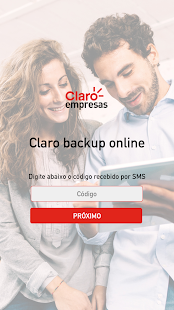 Claro-
empresas
Claro backup online
Digite abaixo o código recebido por SMS
Código
PRÓXIMO